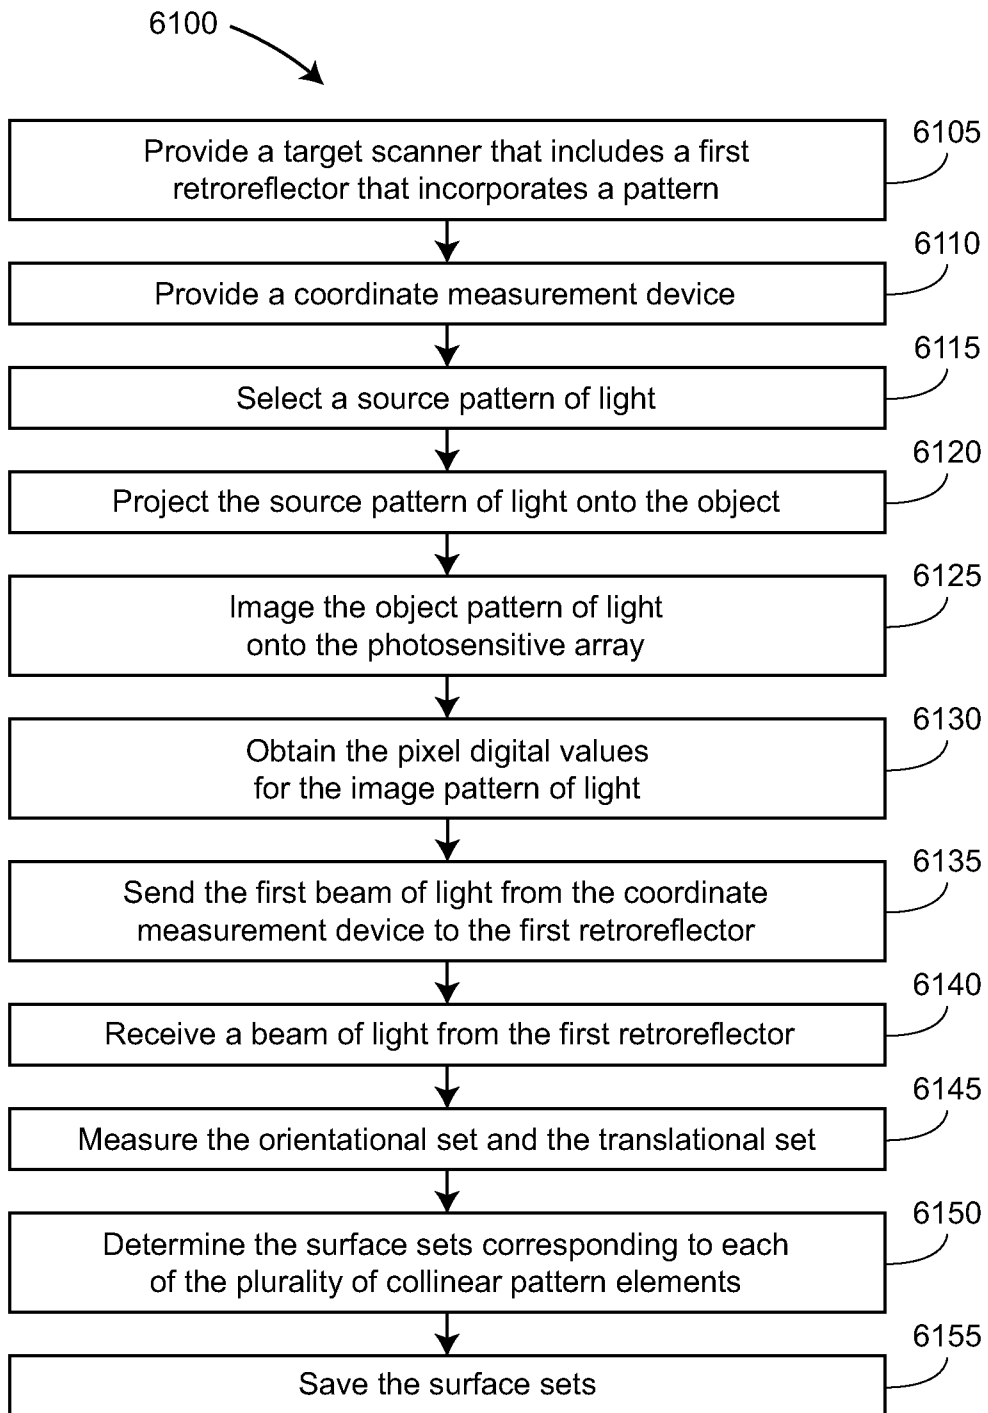 6100
6105
Provide a target scanner that includes a first
retroreflector that incorporates a pattern
6110
Provide a coordinate measurement device
6115
Select a source pattern of light
6120
Project the source pattern of light onto the object
6125
Image the object pattern of light
onto the photosensitive array
6130
Obtain the pixel digital values
for the image pattern of light
6135
Send the first beam of light from the coordinate
measurement device to the first retroreflector
6140
Receive a beam of light from the first retroreflector
6145
Measure the orientational set and the translational set
6150
Determine the surface sets corresponding to each
of the plurality of collinear pattern elements
6155
Save the surface sets